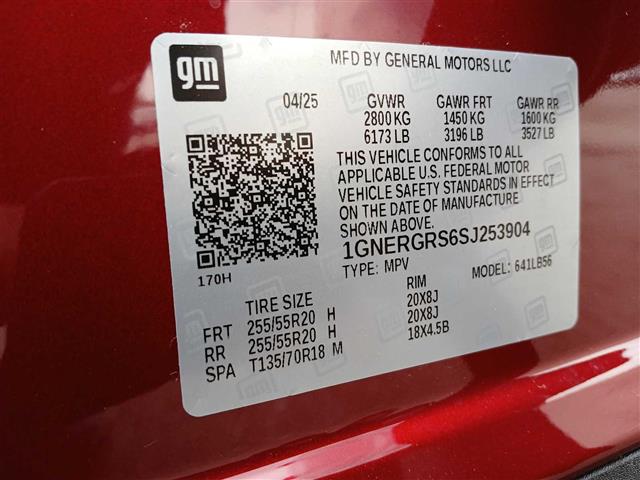 gm
MFD BY GENERAL MOTORS LLC
04/25 GVWR GAWR FRT GAWR RR
2800 KG 1450 KG 1600 KG
6173 LB 3196 LB 3527 LB
THIS VEHICLE CONFORMS TO ALL
APPLICABLE U.S. FEDERAL MOTOR
VEHICLE SAFETY STANDARDS IN EFFECT
ON THE DATE OF MANUFACTURE
SHOWN ABOVE.
1GNERGRS6SJ253904
170H TYPE: MPV MODEL: 641LB56
TIRE SIZE RIM
FRT 255/55R20 H 20X8J
RR 255/55R20 H 20X8J
SPA T135/70R18 M 18X4.5B